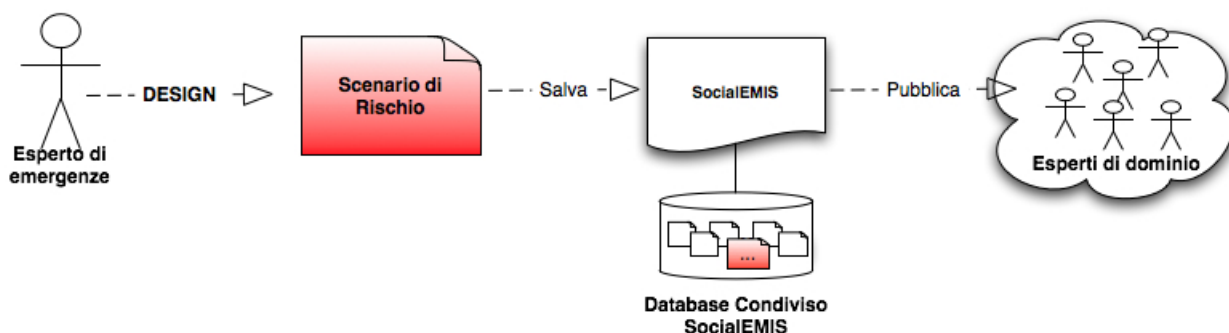 Esperto di
emergenze
DESIGN
Scenario di
Rischio
Salva
SocialEMIS
Pubblica
Esperti di dominio
...
Database Condiviso
SocialEMIS